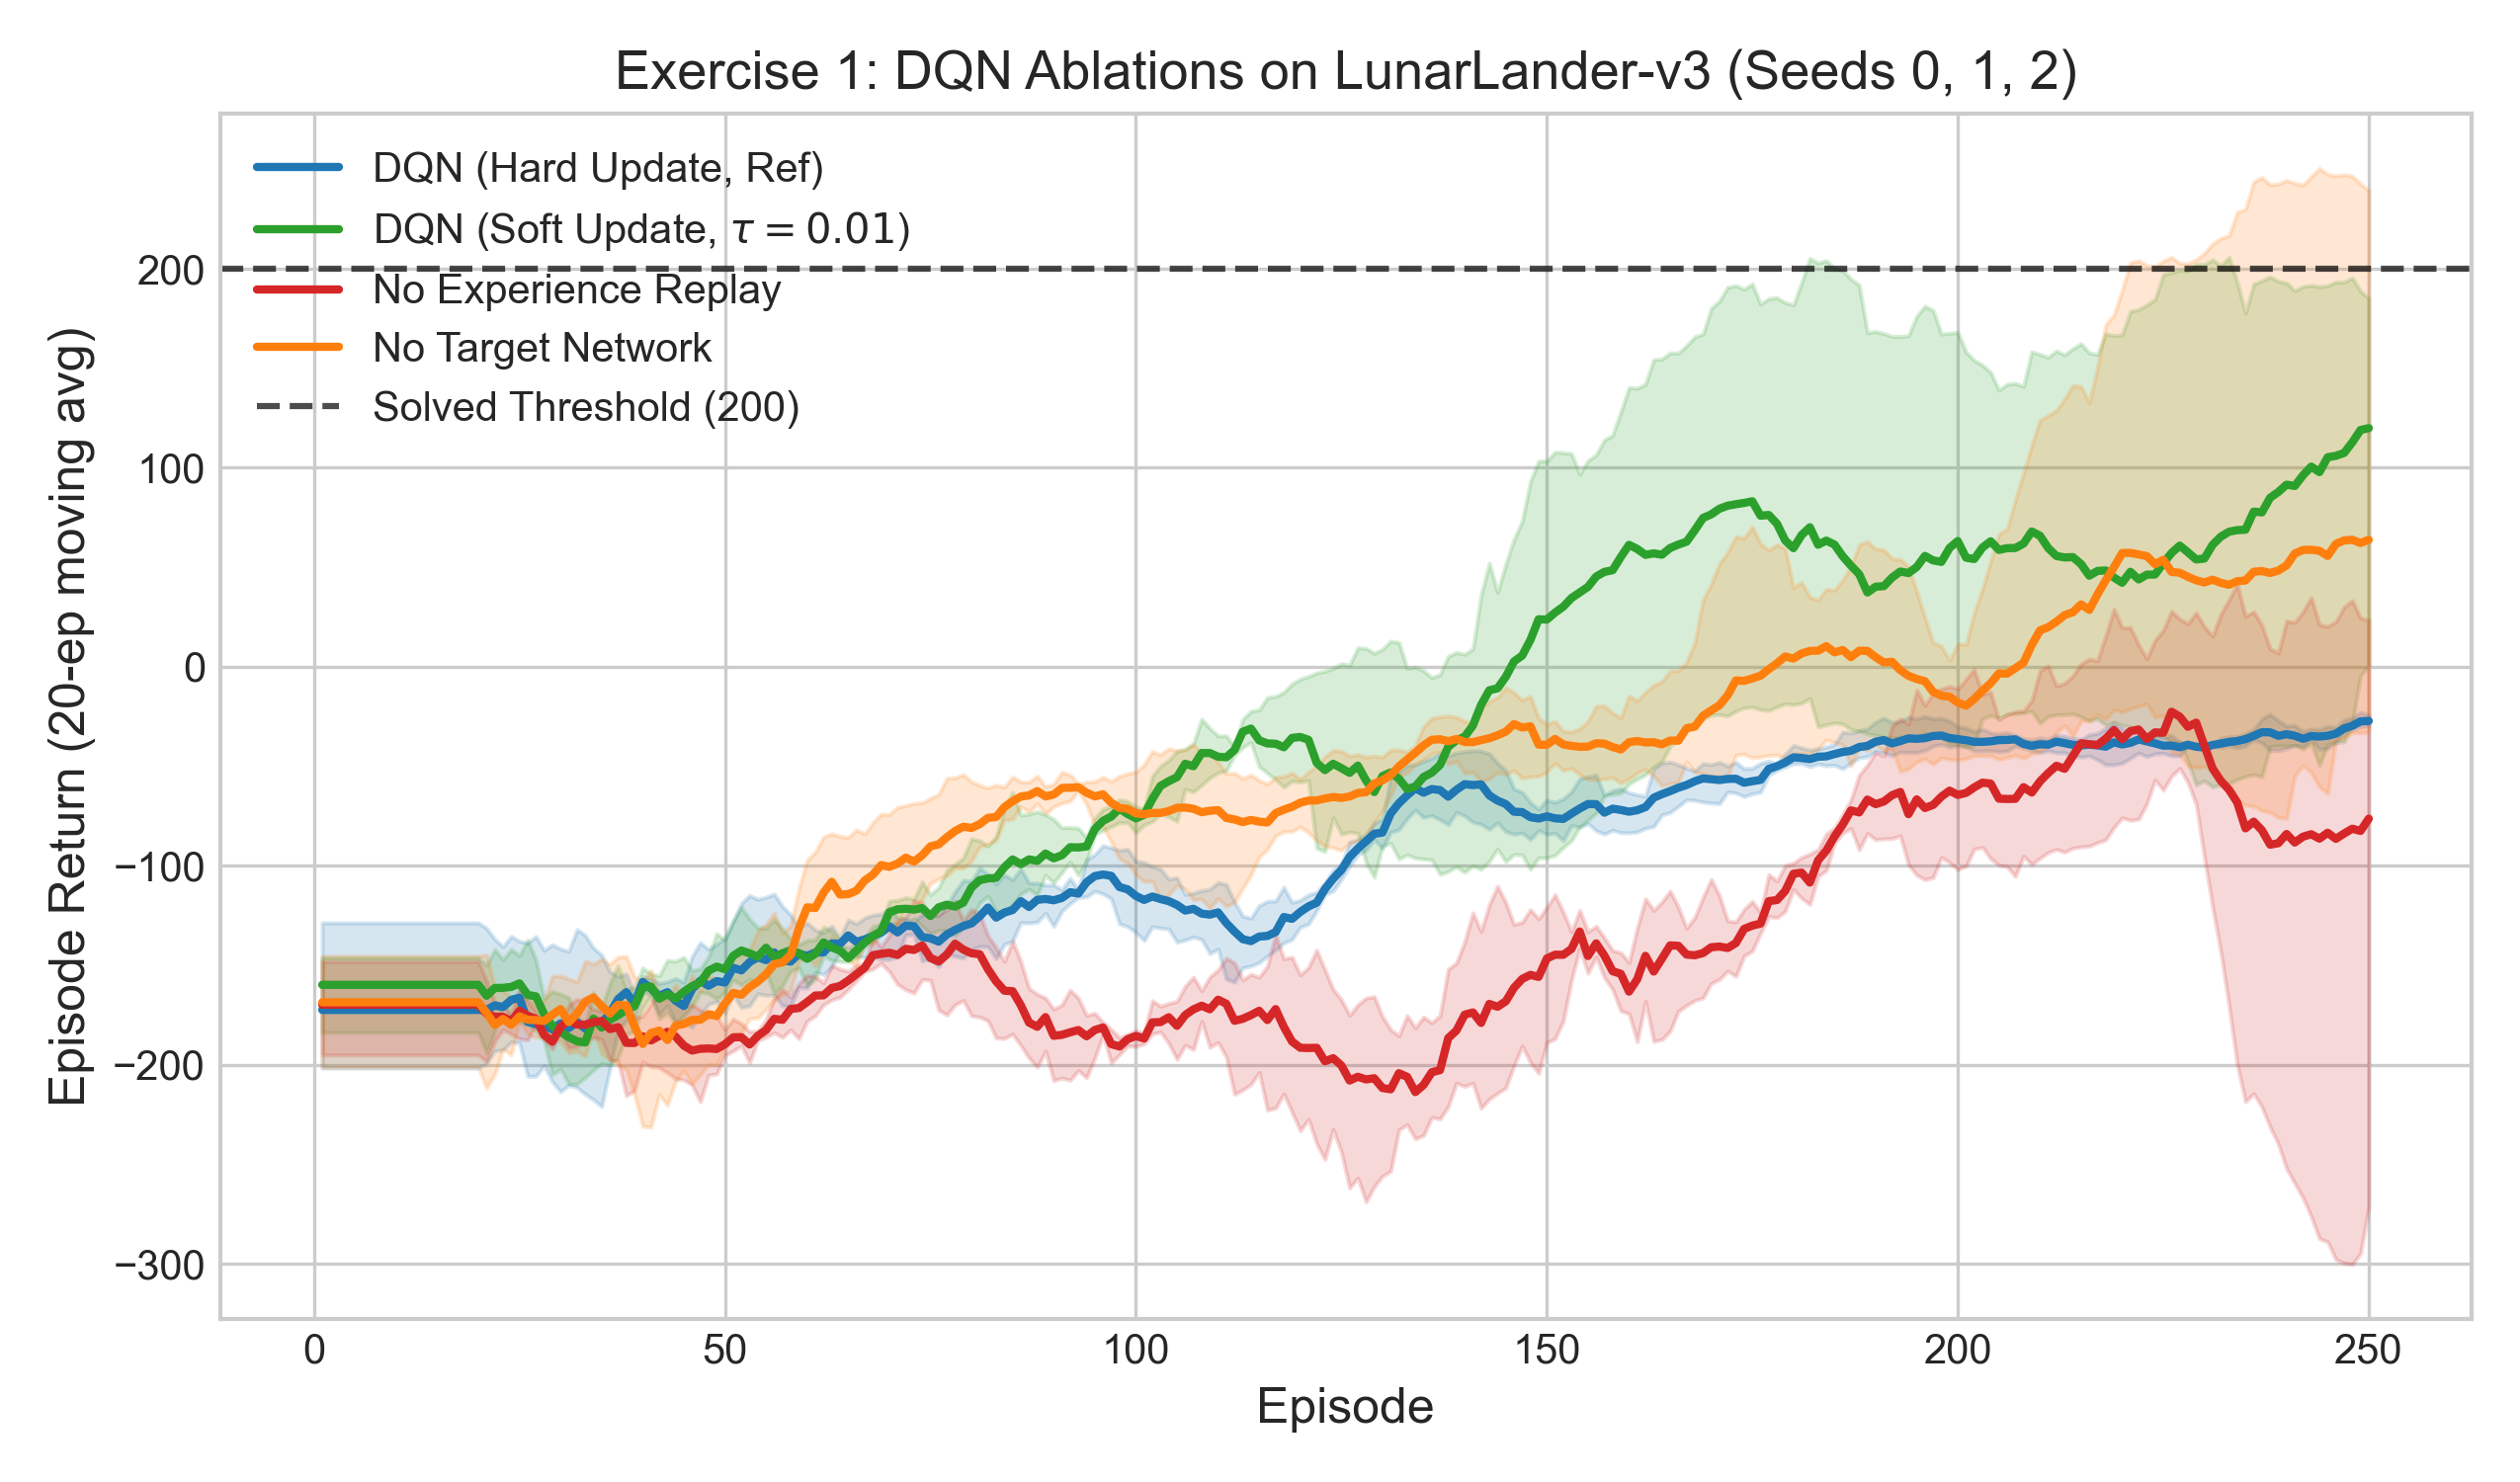 Exercise 1: DQN Ablations on LunarLander-v3 (Seeds 0, 1, 2)
DQN (Hard Update, Ref)
DQN (Soft Update, τ = 0.01)
No Experience Replay
No Target Network
Solved Threshold (200)
Episode Return (20-ep moving avg)
200
100
0
−100
−200
−300
0 50 100 150 200 250
Episode